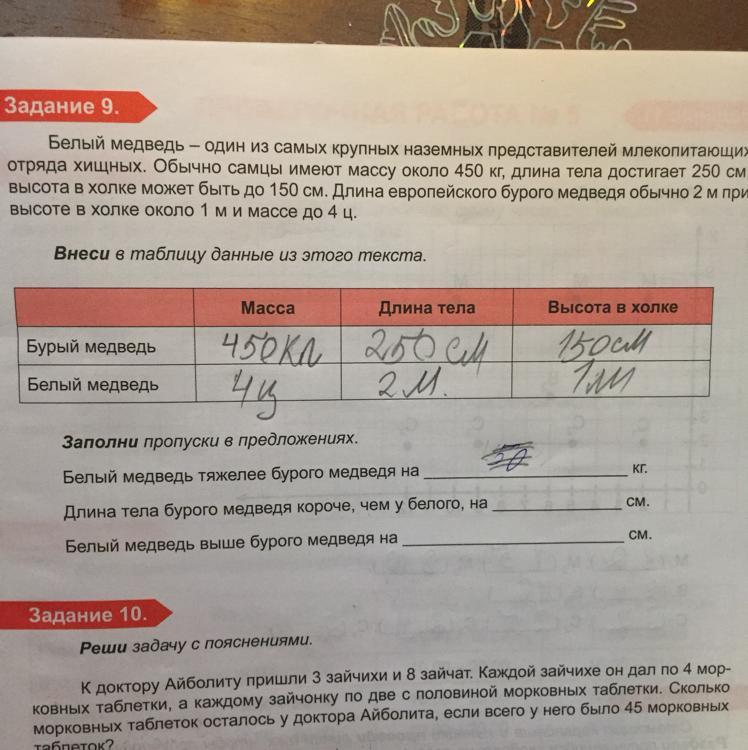 Задание 9.
Белый медведь – один из самых крупных наземных представителей млекопитающих
отряда хищных. Обычно самцы имеют массу около 450 кг, длина тела достигает 250 см
высота в холке может быть до 150 см. Длина европейского бурого медведя обычно 2 м при
высоте в холке около 1 м и массе до 4 ц.
Внеси в таблицу данные из этого текста.
Масса Длина тела Высота в холке
Бурый медведь 450кг 250 см 150см
Белый медведь 4ц 2 м. 1м
Заполни пропуски в предложениях.
Белый медведь тяжелее бурого медведя на 50 кг.
Длина тела бурого медведя короче, чем у белого, на см.
Белый медведь выше бурого медведя на см.
Задание 10.
Реши задачу с пояснениями.
К доктору Айболиту пришли 3 зайчихи и 8 зайчат. Каждой зайчихе он дал по 4 мор-
ковных таблетки, а каждому зайчонку по две с половиной морковных таблетки. Сколько
морковных таблеток осталось у доктора Айболита, если всего у него было 45 морковных
таблеток?